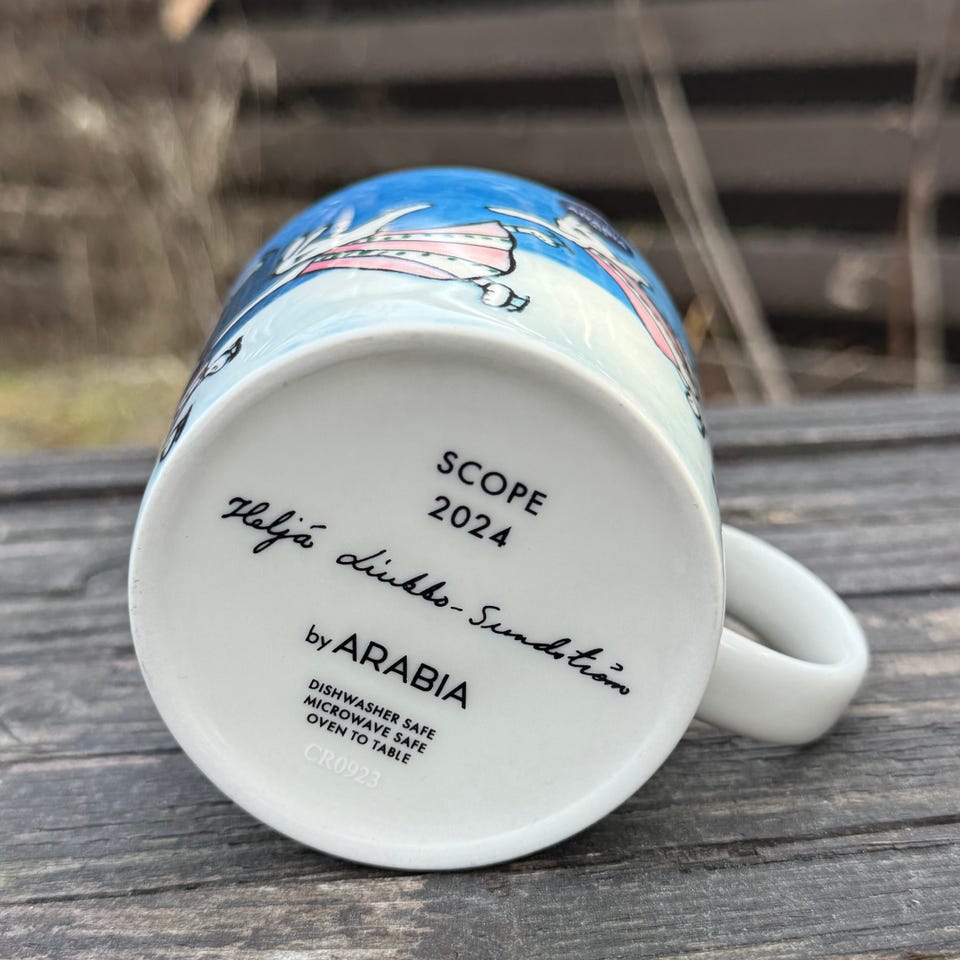 SCOPE
2024
Heljä Liukko-Sundström
by ARABIA
DISHWASHER SAFE
MICROWAVE SAFE
OVEN TO TABLE
CR0923